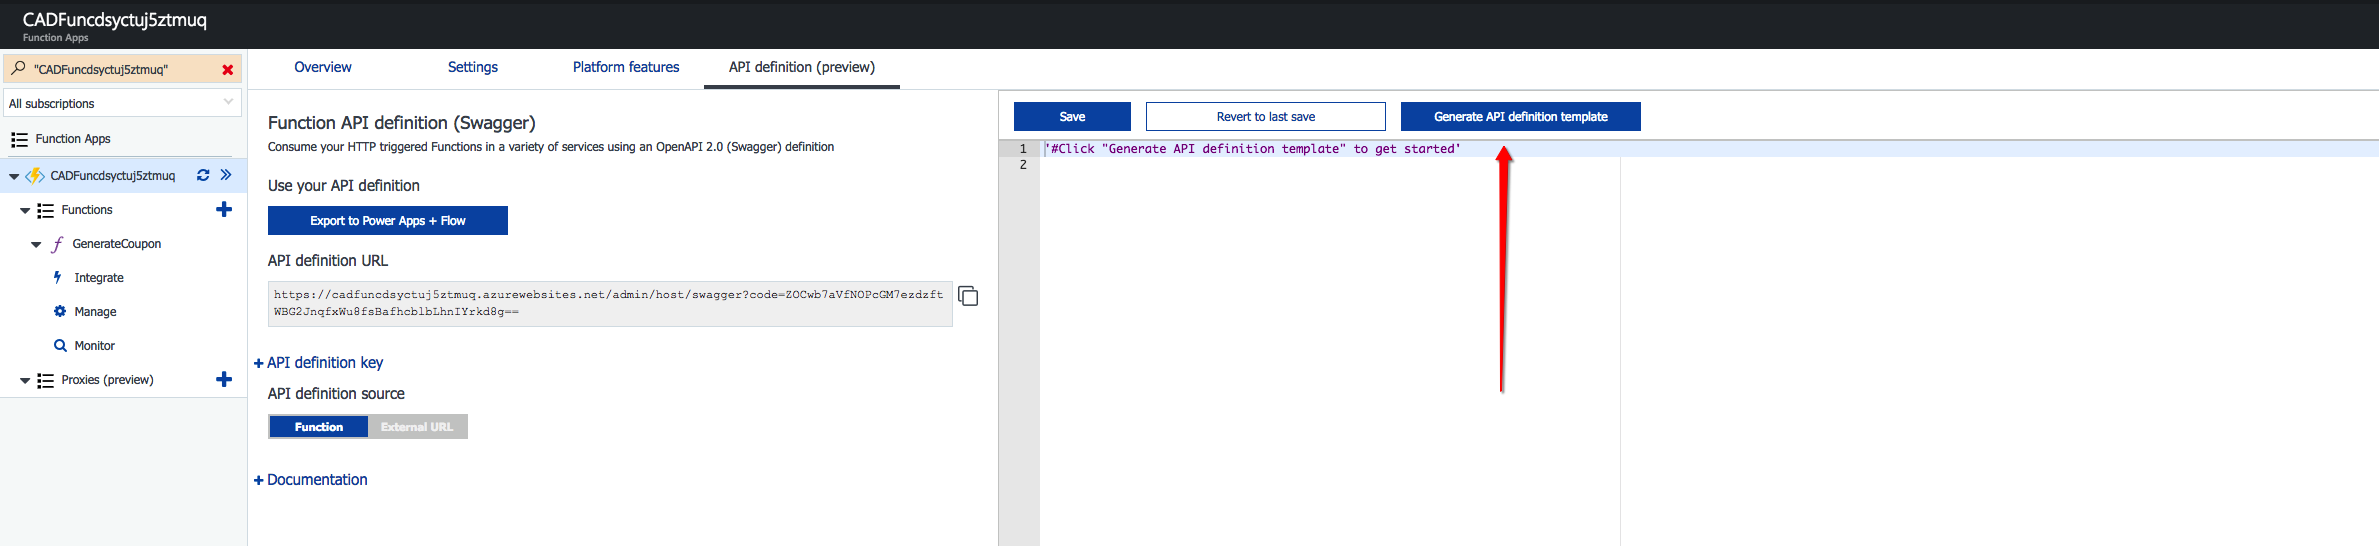 CADFuncdsyctuj5ztmuq
Function Apps
"CADFuncdsyctuj5ztmuq"
All subscriptions
Function Apps
CADFuncdsyctuj5ztmuq
Functions
GenerateCoupon
Integrate
Manage
Monitor
Proxies (preview)
Overview
Settings
Platform features
API definition (preview)
Function API definition (Swagger)
Consume your HTTP triggered Functions in a variety of services using an OpenAPI 2.0 (Swagger) definition
Use your API definition
Export to Power Apps + Flow
API definition URL
https://cadfuncdsyctuj5ztmuq.azurewebsites.net/admin/host/swagger?code=ZOCwb7aVfNOPcGM7ezdzft
WBG2JnqfxWu8fsBafhcblbLhnIYrkd8g==
+ API definition key
API definition source
Function
External URL
+ Documentation
Save
Revert to last save
Generate API definition template
1 '#Click "Generate API definition template" to get started'
2